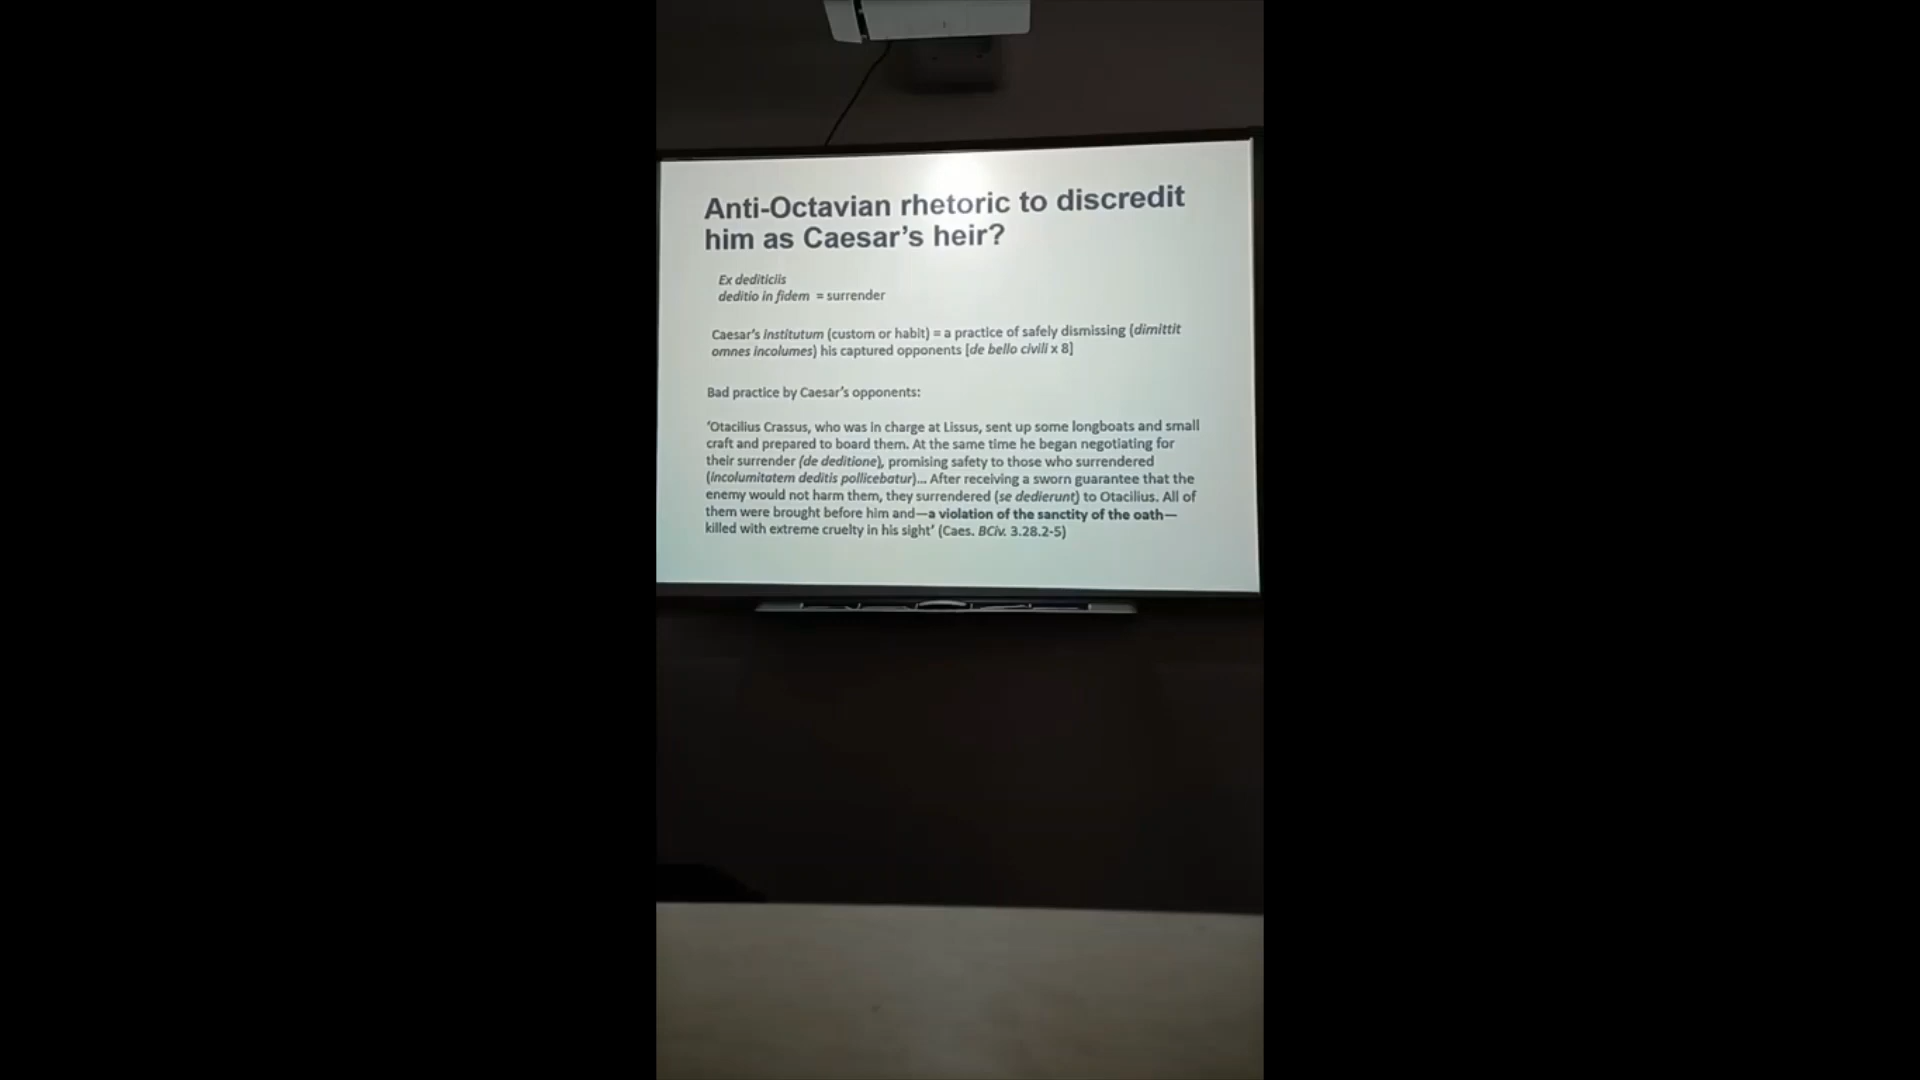 Anti-Octavian rhetoric to discredit
him as Caesar’s heir?
Ex dediticiis
deditio in fidem = surrender
Caesar’s institutum (custom or habit) = a practice of safely dismissing (dimittit
omnes incolumes) his captured opponents [de bello civili x 8]
Bad practice by Caesar’s opponents:
‘Otacilius Crassus, who was in charge at Lissus, sent up some longboats and small
craft and prepared to board them. At the same time he began negotiating for
their surrender (de deditione), promising safety to those who surrendered
(incolumitatem deditis pollicebatur)... After receiving a sworn guarantee that the
enemy would not harm them, they surrendered (se dedierunt) to Otacilius. All of
them were brought before him and—a violation of the sanctity of the oath—
killed with extreme cruelty in his sight’ (Caes. BCiv. 3.28.2-5)